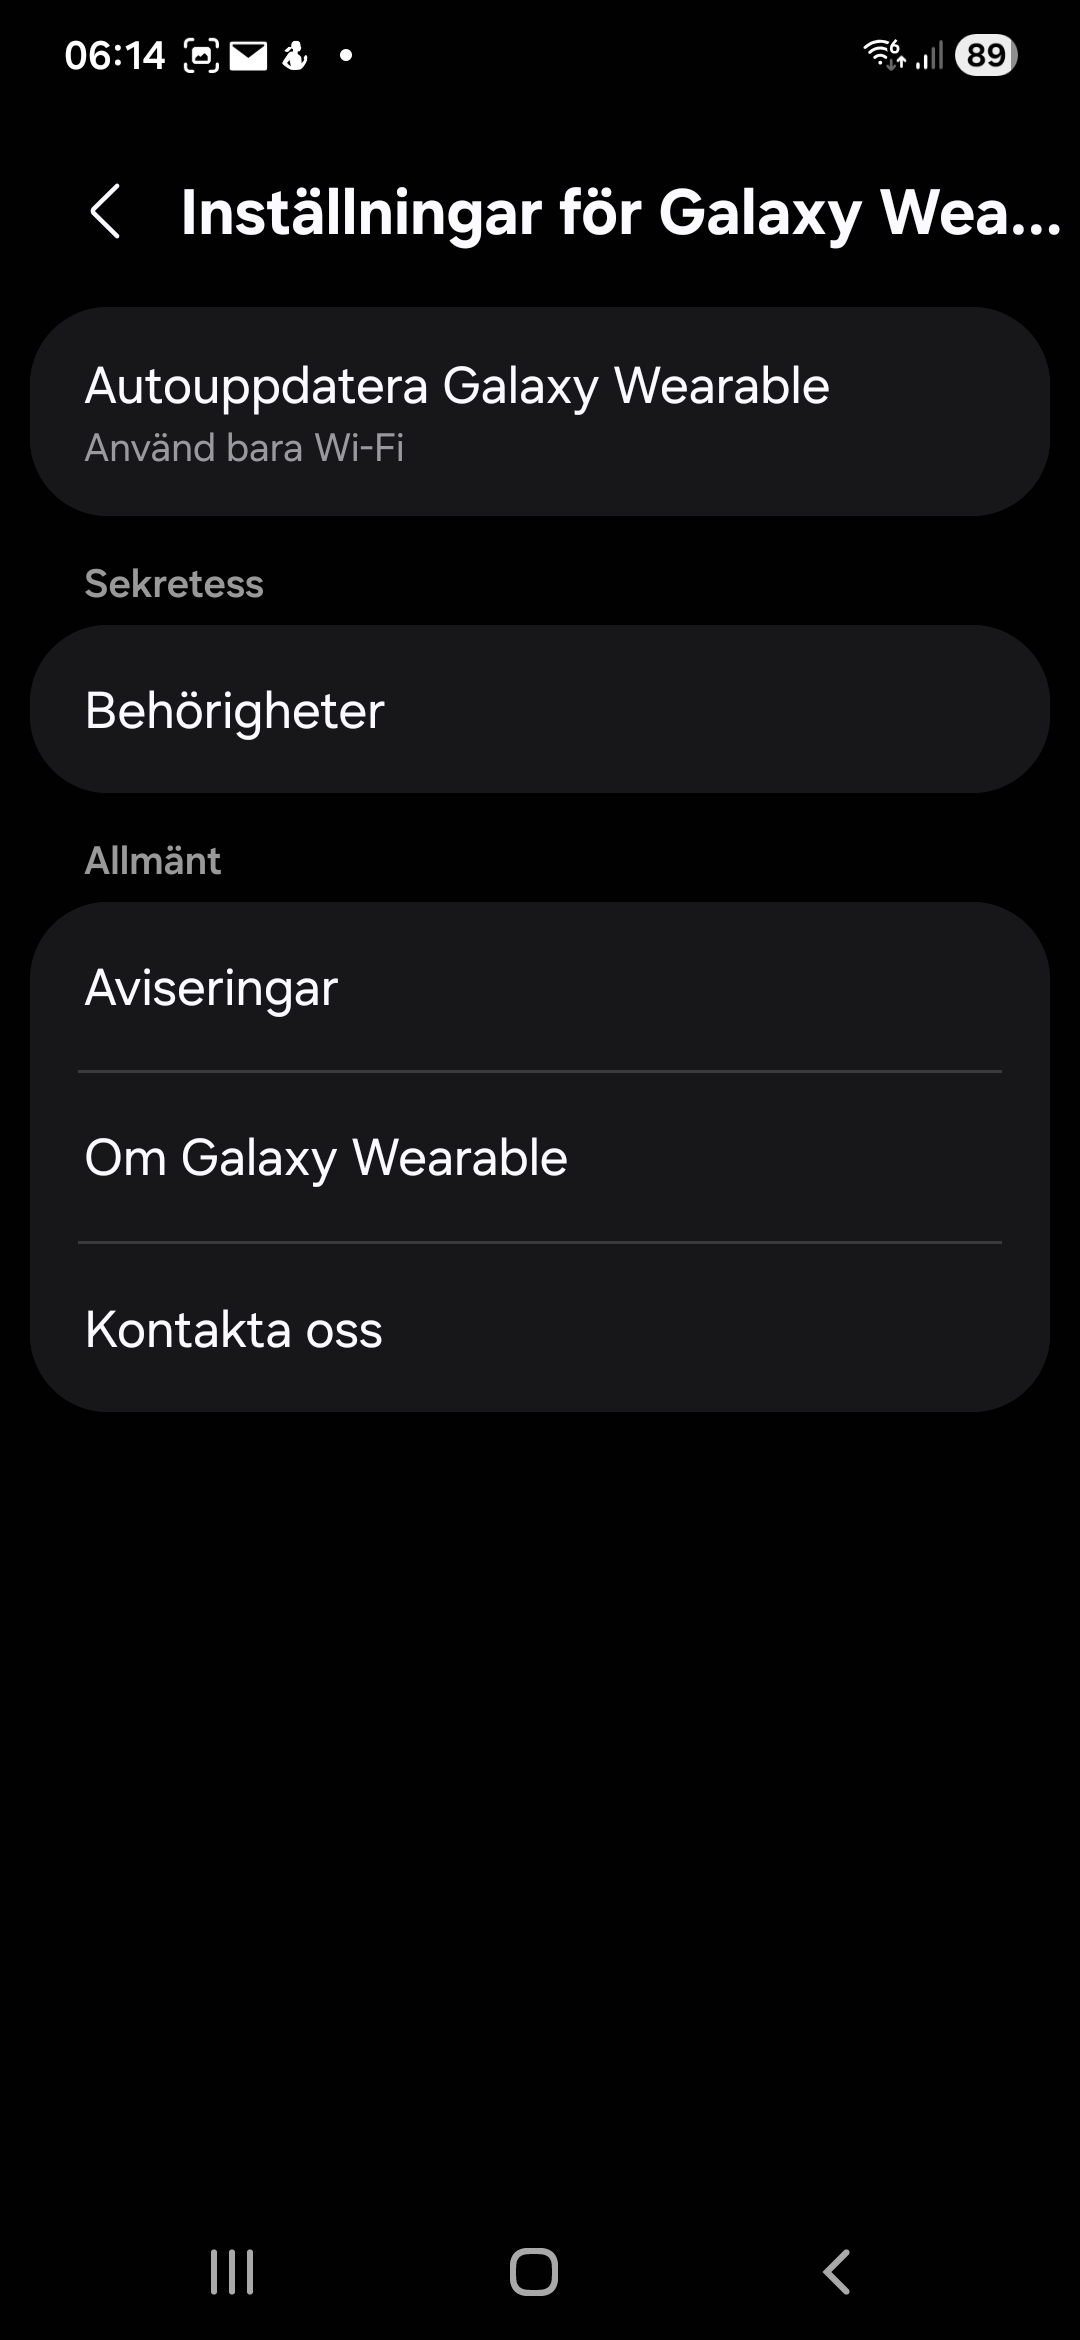 06:14
6
89
Inställningar för Galaxy Wea...
Autouppdatera Galaxy Wearable
Använd bara Wi-Fi
Sekretess
Behörigheter
Allmänt
Aviseringar
Om Galaxy Wearable
Kontakta oss